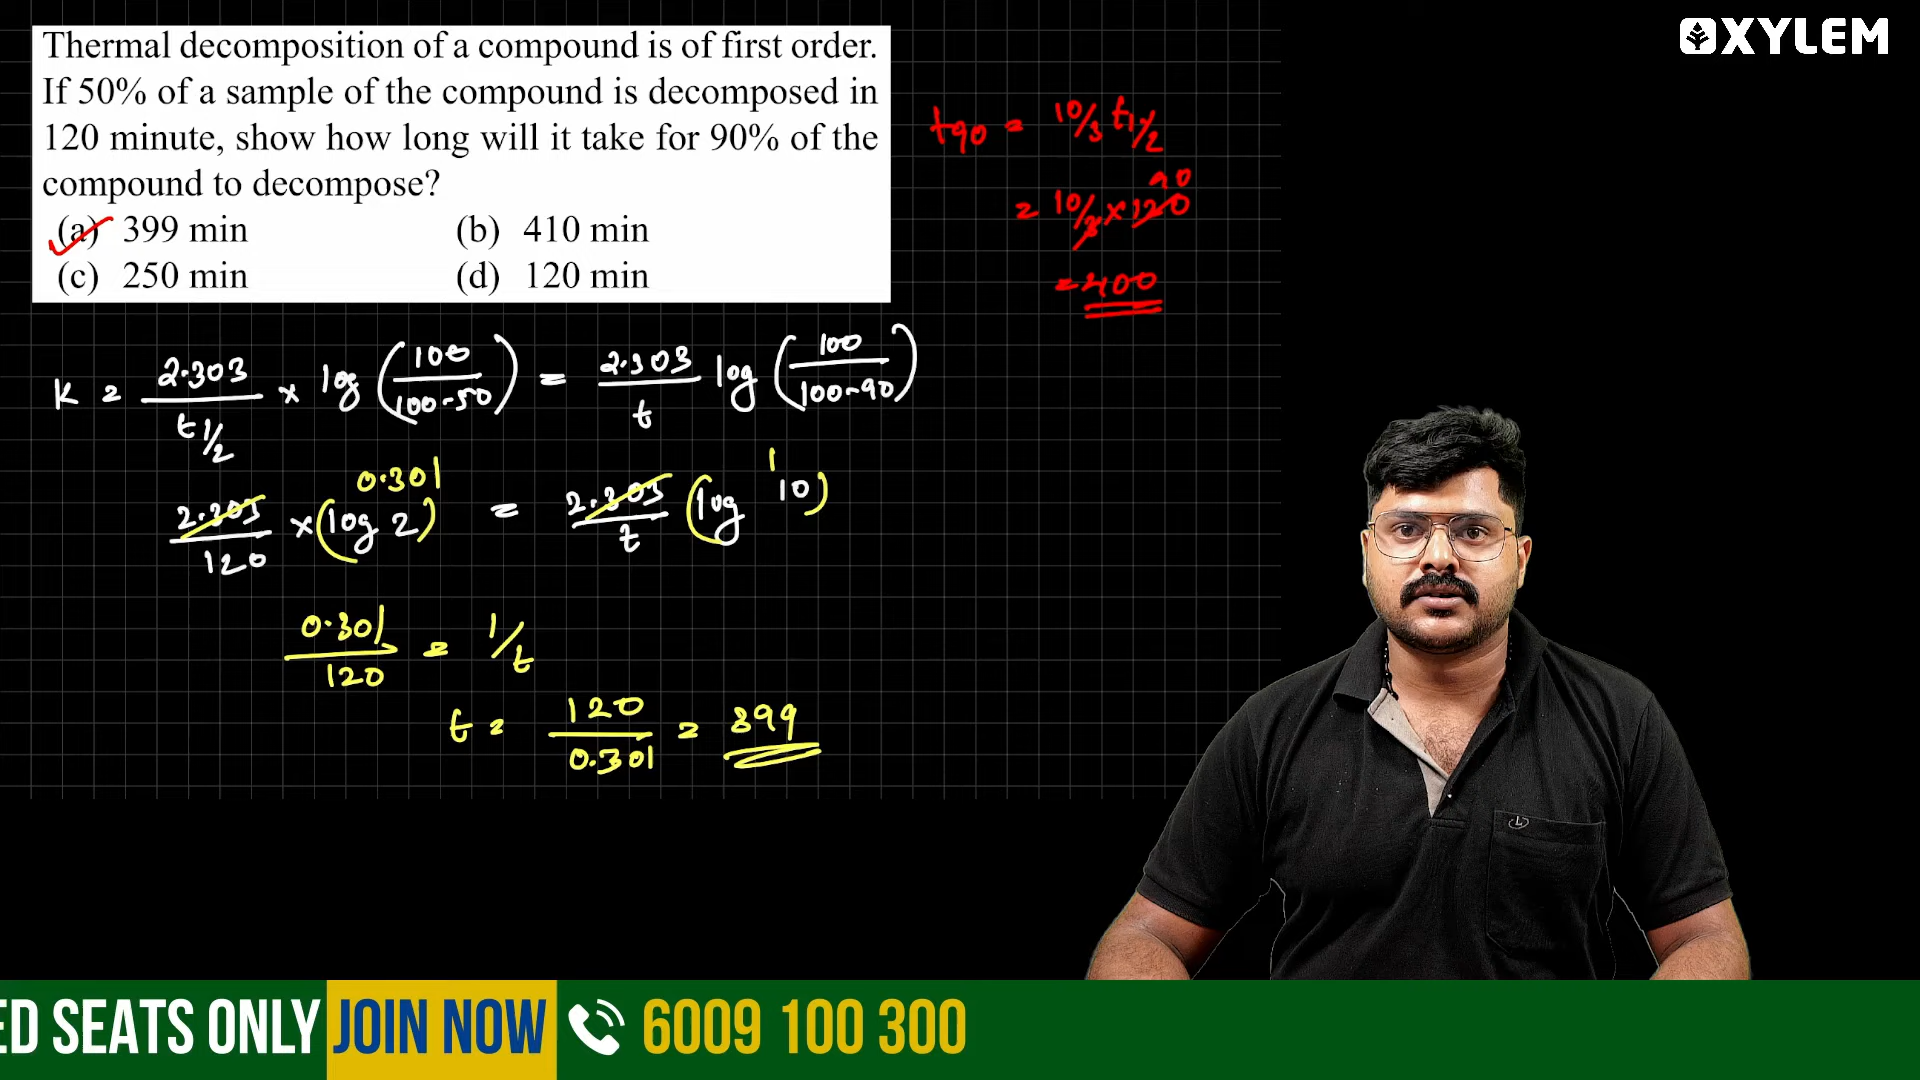 XYLEM
Thermal decomposition of a compound is of first order.
If 50% of a sample of the compound is decomposed in
120 minute, show how long will it take for 90% of the
compound to decompose?
(a) 399 min (b) 410 min
(c) 250 min (d) 120 min
t90 = 10/3 t1/2
= 10/3 × 120 40
= 400
K = 2.303/t1/2 × log (100/100-50) = 2.303/t log (100/100-90)
2.303/120 × (log 2) 0.301 = 2.303/t (log 10) 1
0.301/120 = 1/t
t = 120/0.301 = 399
ED SEATS ONLY JOIN NOW 6009 100 300